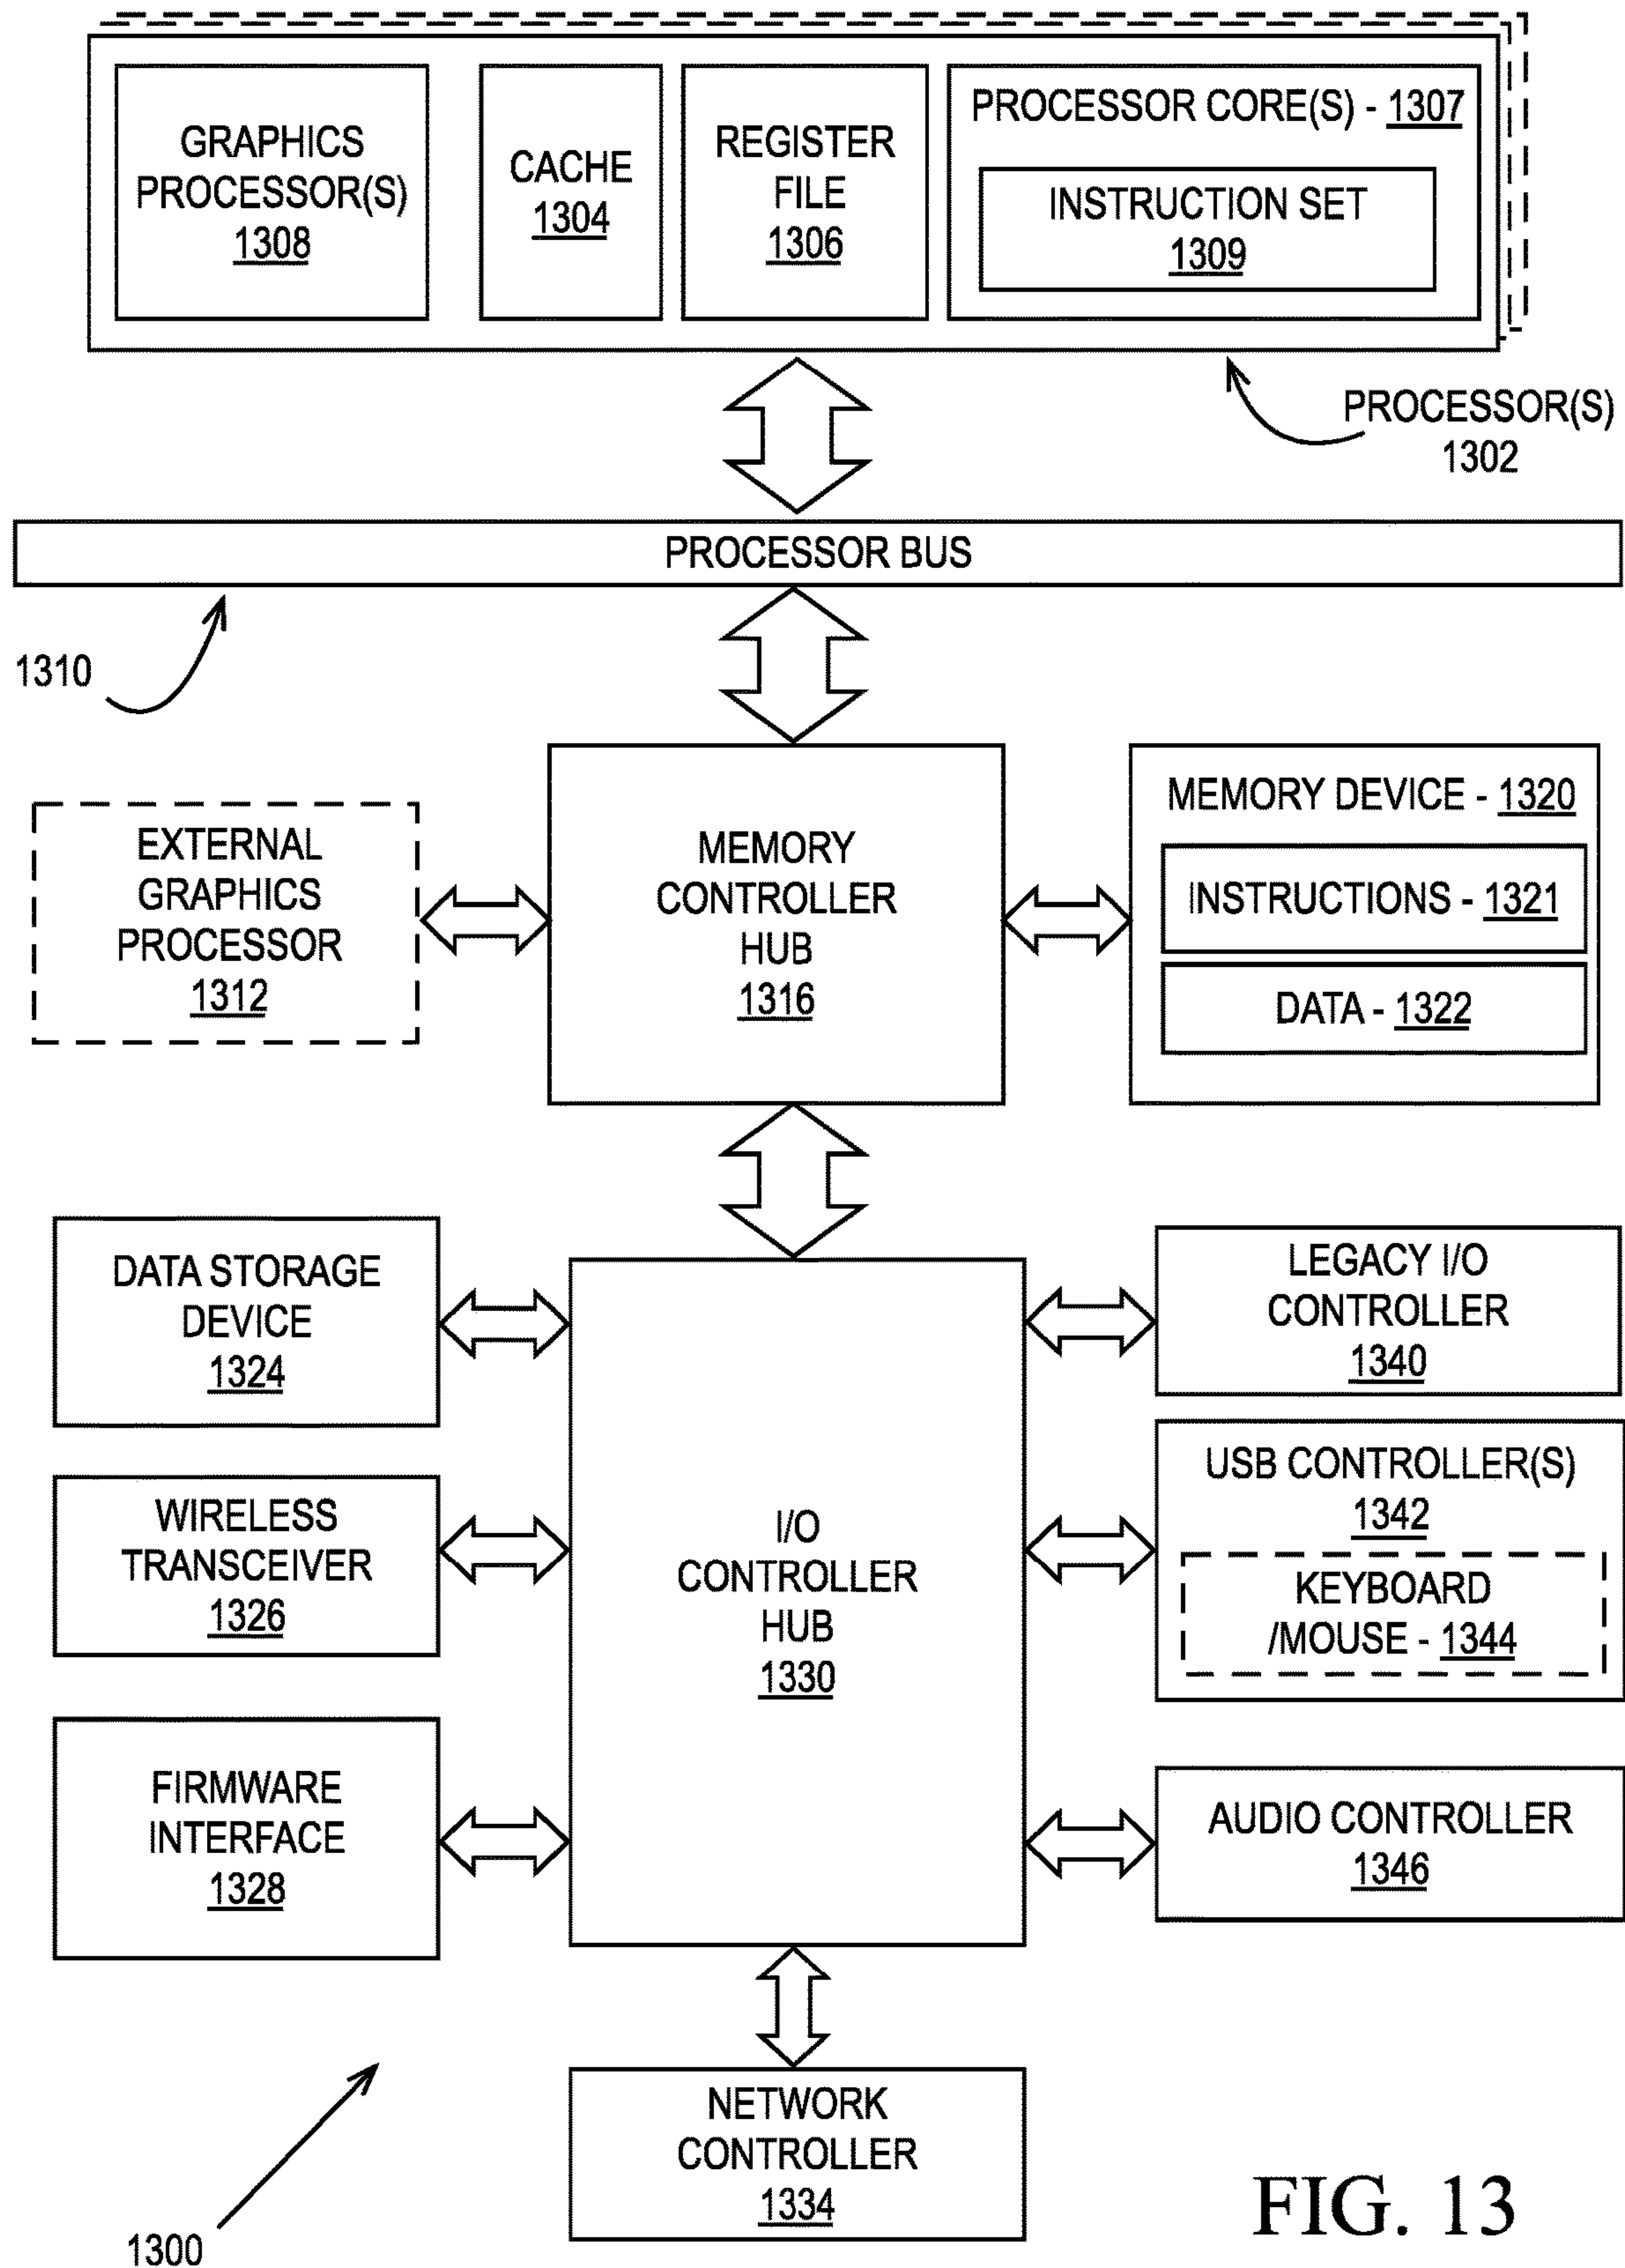 GRAPHICS
PROCESSOR(S)
1308
CACHE
1304
REGISTER
FILE
1306
PROCESSOR CORE(S) - 1307
INSTRUCTION SET
1309
PROCESSOR(S)
1302
PROCESSOR BUS
1310
EXTERNAL
GRAPHICS
PROCESSOR
1312
MEMORY
CONTROLLER
HUB
1316
MEMORY DEVICE - 1320
INSTRUCTIONS - 1321
DATA - 1322
DATA STORAGE
DEVICE
1324
WIRELESS
TRANSCEIVER
1326
FIRMWARE
INTERFACE
1328
I/O
CONTROLLER
HUB
1330
LEGACY I/O
CONTROLLER
1340
USB CONTROLLER(S)
1342
KEYBOARD
/MOUSE - 1344
AUDIO CONTROLLER
1346
NETWORK
CONTROLLER
1334
1300
FIG. 13